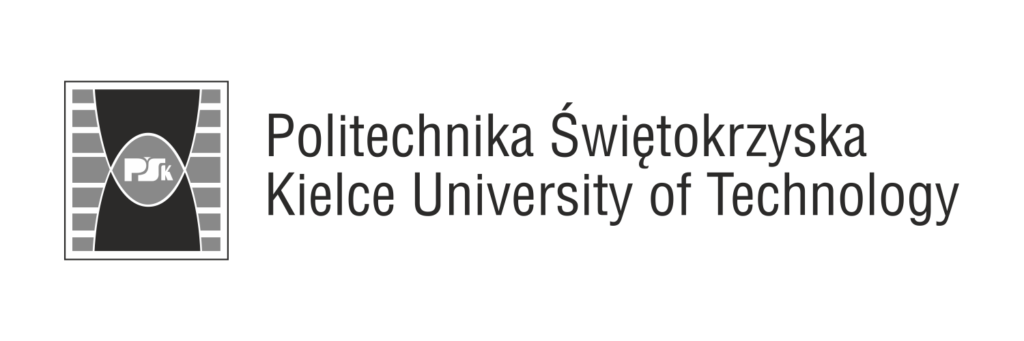 PŚk
Politechnika Świętokrzyska
Kielce University of Technology